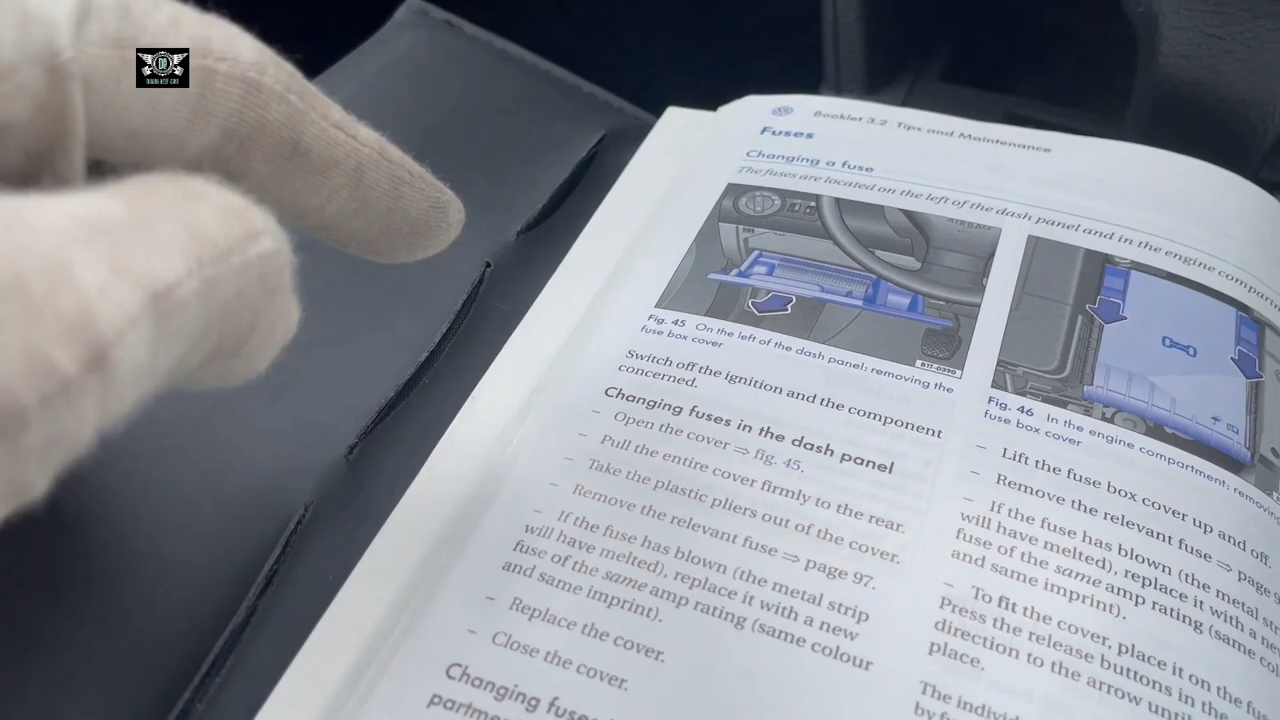 Booklet 3.2 Tips and Maintenance
Fuses
Changing a fuse
The fuses are located on the left of the dash panel and in the engine compart
AIRBAG
B1T-0390
Fig. 45 On the left of the dash panel: removing the
fuse box cover
Switch off the ignition and the component
concerned.
Changing fuses in the dash panel
– Open the cover ⇒ fig. 45.
– Pull the entire cover firmly to the rear.
– Take the plastic pliers out of the cover.
– Remove the relevant fuse ⇒ page 97.
– If the fuse has blown (the metal strip
will have melted), replace it with a new
fuse of the same amp rating (same colour
and same imprint).
– Replace the cover.
– Close the cover.
Changing fuses
partme
Fig. 46 In the engine compartment: removing
fuse box cover
– Lift the fuse box cover up and off.
– Remove the relevant fuse ⇒ page
– If the fuse has blown (the metal st
will have melted), replace it with a new
fuse of the same amp rating (same co
and same imprint).
– To fit the cover, place it on the fu
Press the release buttons in the
direction to the arrow until
place.
The individ
by f